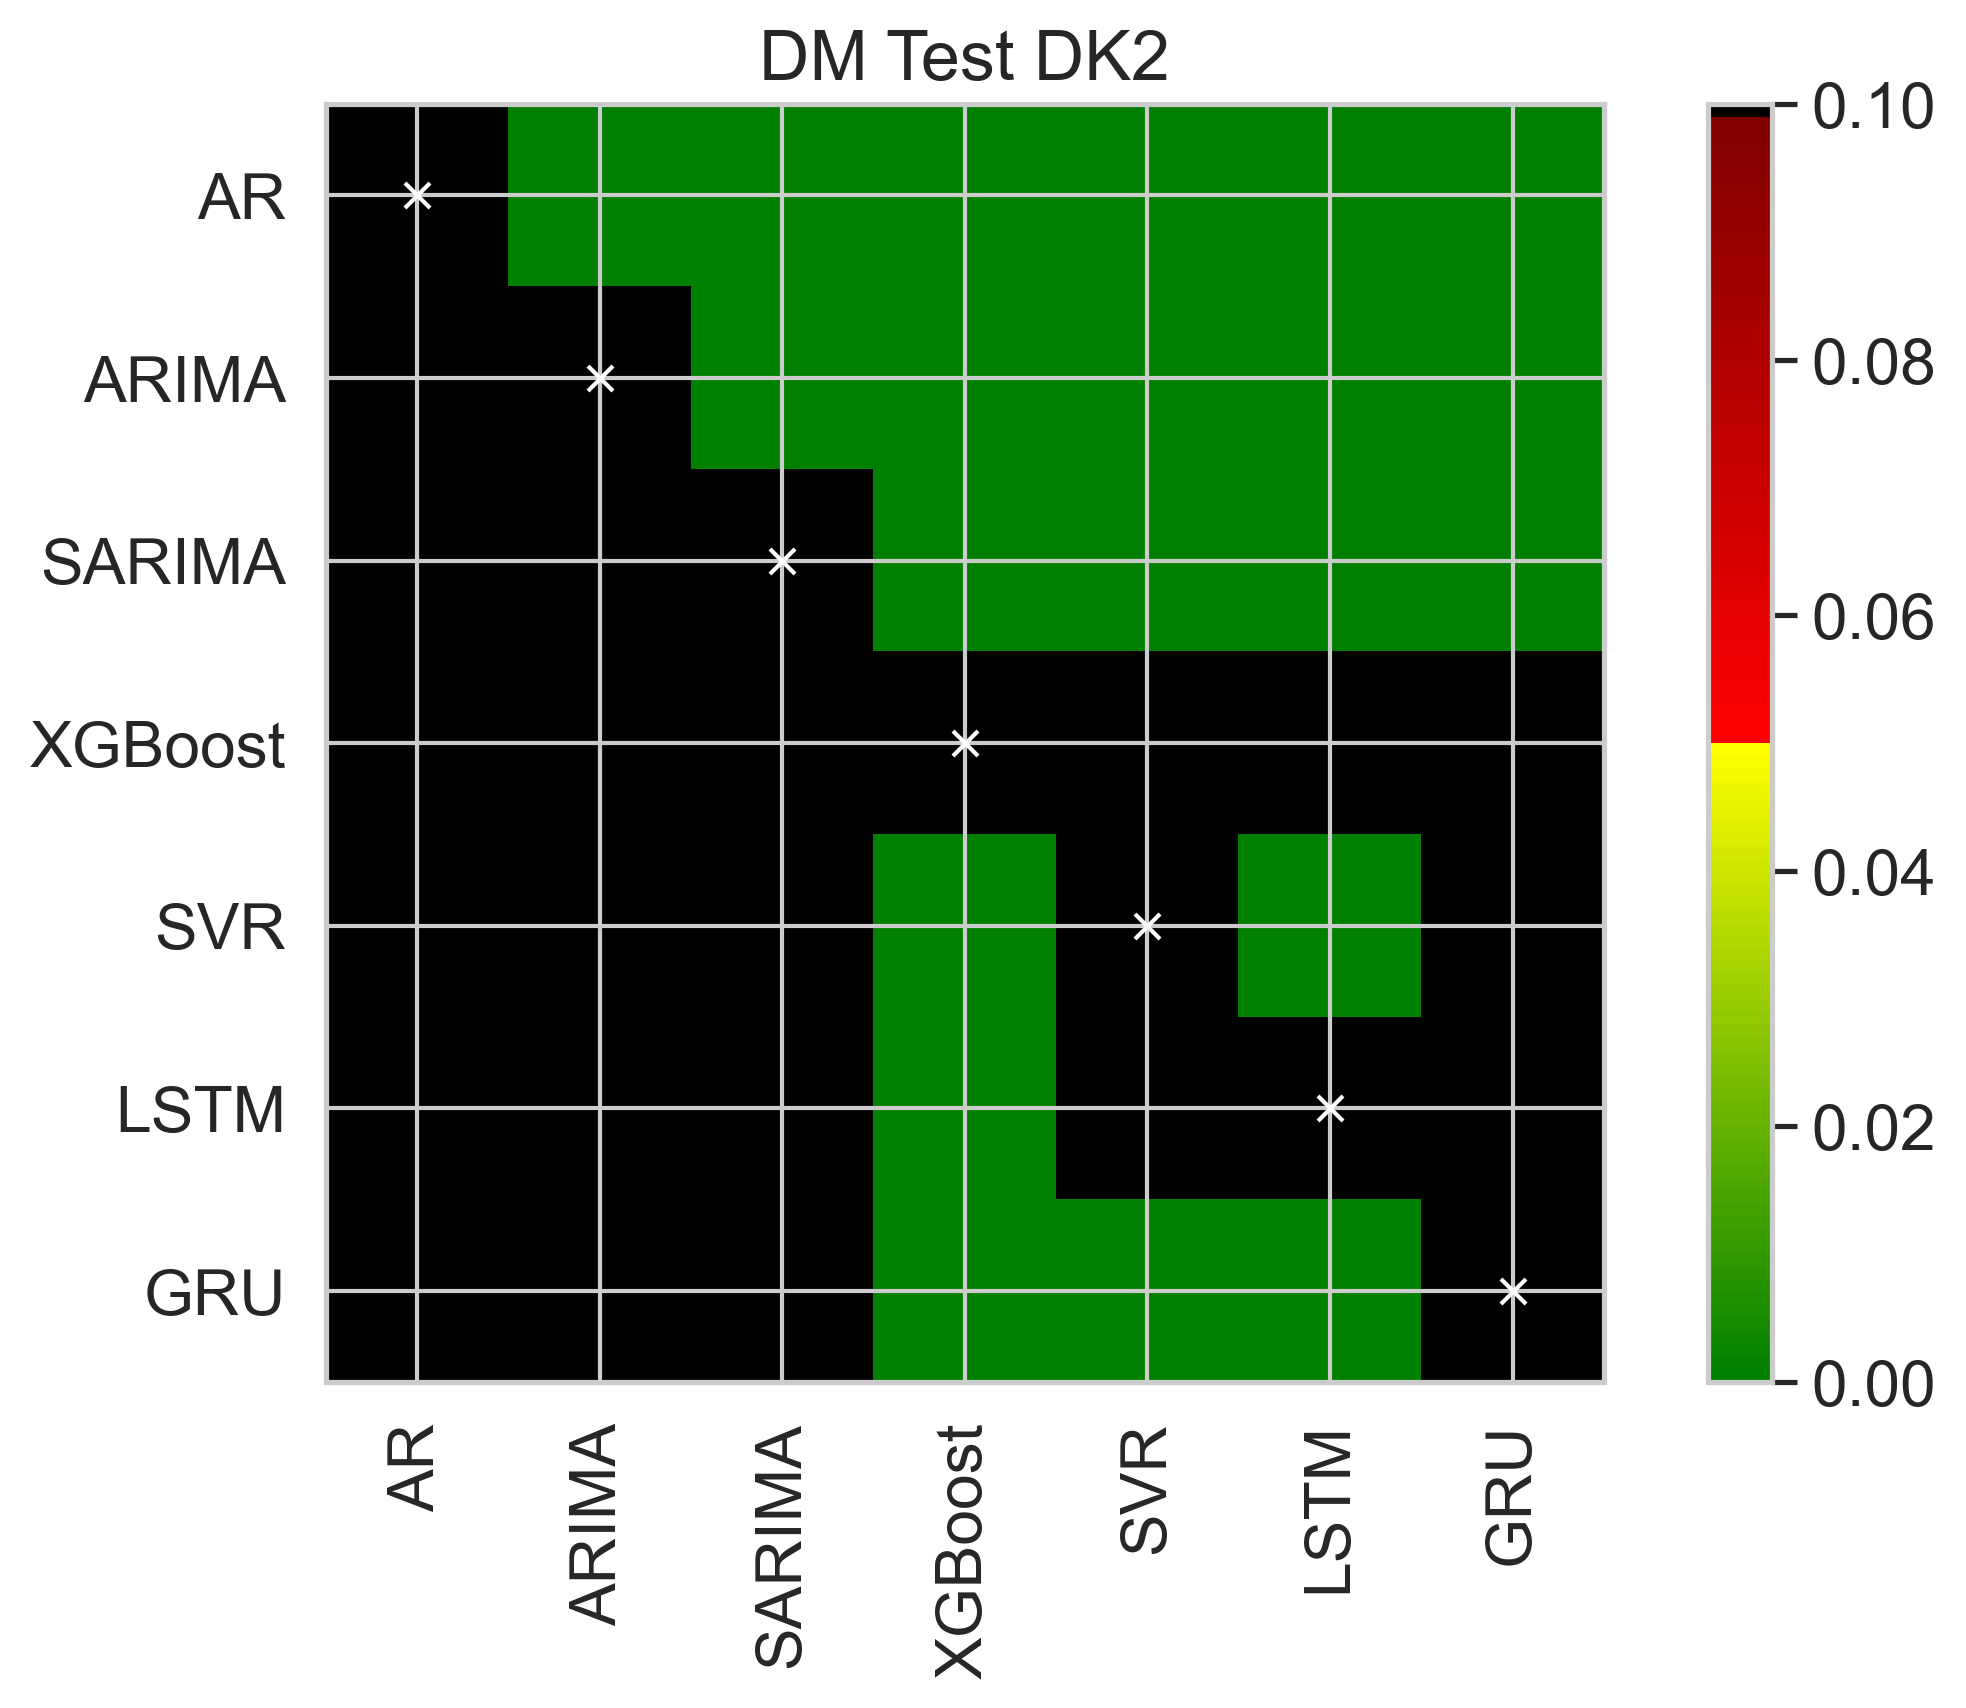 DM Test DK2
AR
ARIMA
SARIMA
XGBoost
SVR
LSTM
GRU
AR
ARIMA
SARIMA
XGBoost
SVR
LSTM
GRU
0.10
0.08
0.06
0.04
0.02
0.00